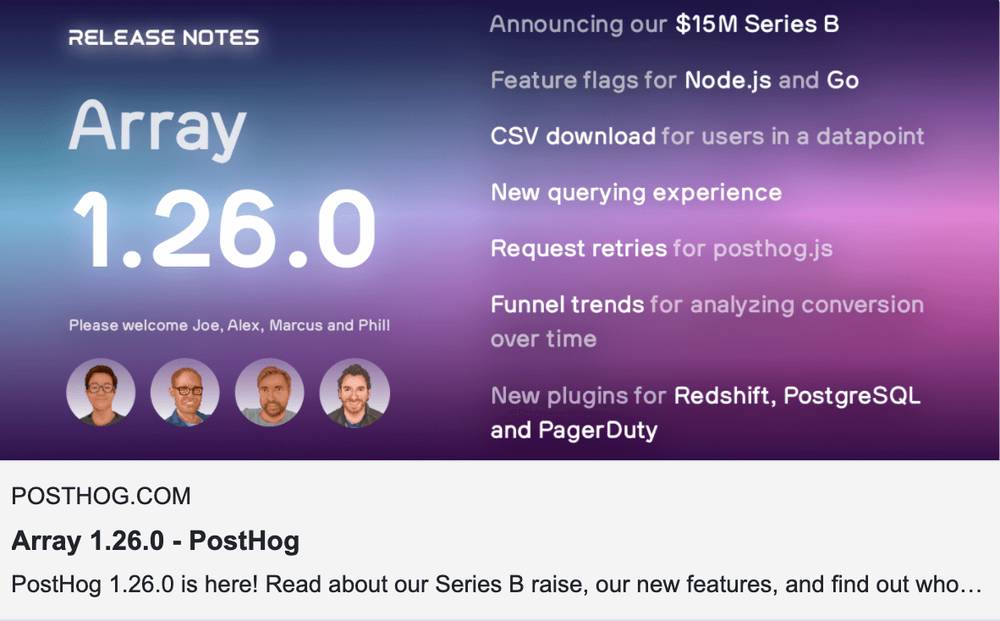 RELEASE NOTES
Array
1.26.0
Please welcome Joe, Alex, Marcus and Phill
Announcing our $15M Series B
Feature flags for Node.js and Go
CSV download for users in a datapoint
New querying experience
Request retries for posthog.js
Funnel trends for analyzing conversion
over time
New plugins for Redshift, PostgreSQL
and PagerDuty
POSTHOG.COM
Array 1.26.0 - PostHog
PostHog 1.26.0 is here! Read about our Series B raise, our new features, and find out who…